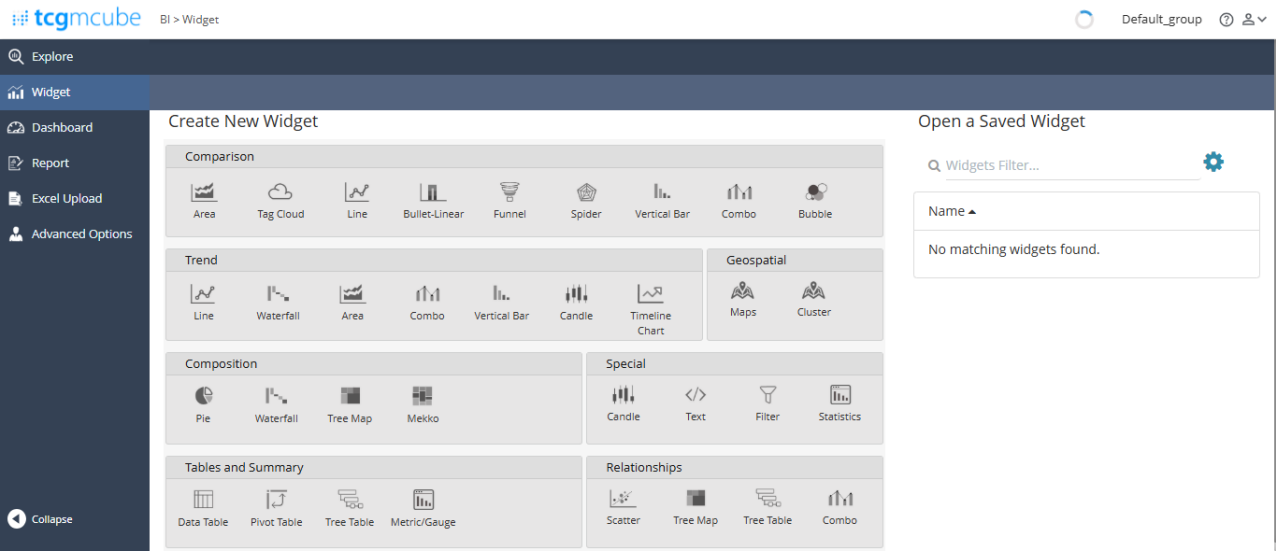 tcgmcube
BI > Widget
Default_group
Explore
Widget
Dashboard
Report
Excel Upload
Advanced Options
Collapse
Create New Widget
Comparison
Area Tag Cloud Line Bullet-Linear Funnel Spider Vertical Bar Combo Bubble
Trend
Line Waterfall Area Combo Vertical Bar Candle Timeline
Chart
Geospatial
Maps Cluster
Composition
Pie Waterfall Tree Map Mekko
Special
Candle Text Filter Statistics
Tables and Summary
Data Table Pivot Table Tree Table Metric/Gauge
Relationships
Scatter Tree Map Tree Table Combo
Open a Saved Widget
Widgets Filter...
Name
No matching widgets found.